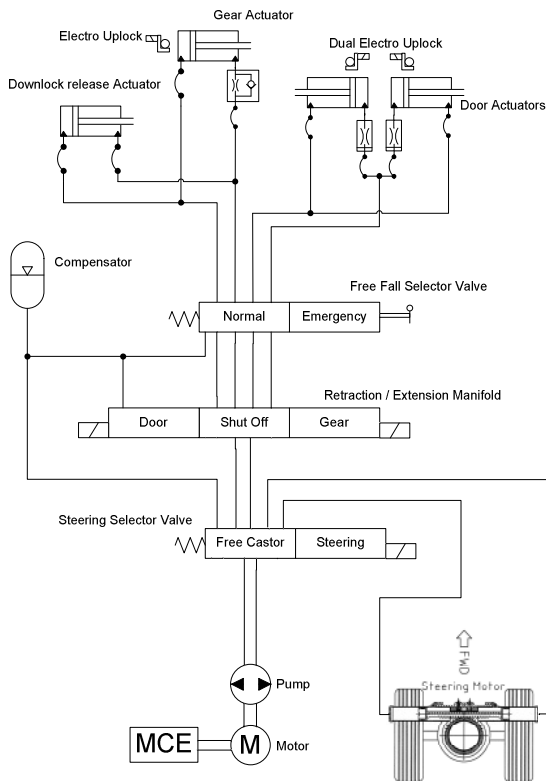 Gear Actuator
Electro Uplock
Dual Electro Uplock
Downlock release Actuator
Door Actuators
Compensator
Free Fall Selector Valve
Normal
Emergency
Retraction / Extension Manifold
Door
Shut Off
Gear
Steering Selector Valve
Free Castor
Steering
FWD
Pump
Steering Motor
MCE
M
Motor